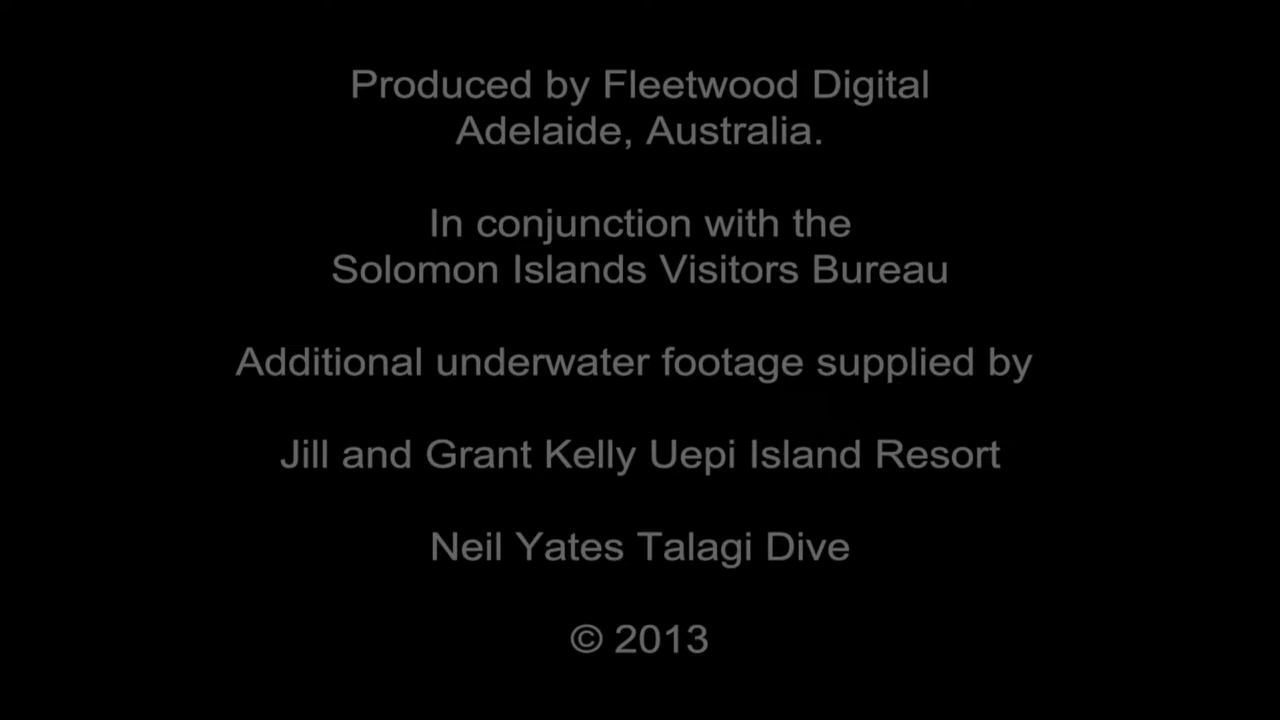 Produced by Fleetwood Digital
Adelaide, Australia.
In conjunction with the
Solomon Islands Visitors Bureau
Additional underwater footage supplied by
Jill and Grant Kelly Uepi Island Resort
Neil Yates Talagi Dive
© 2013